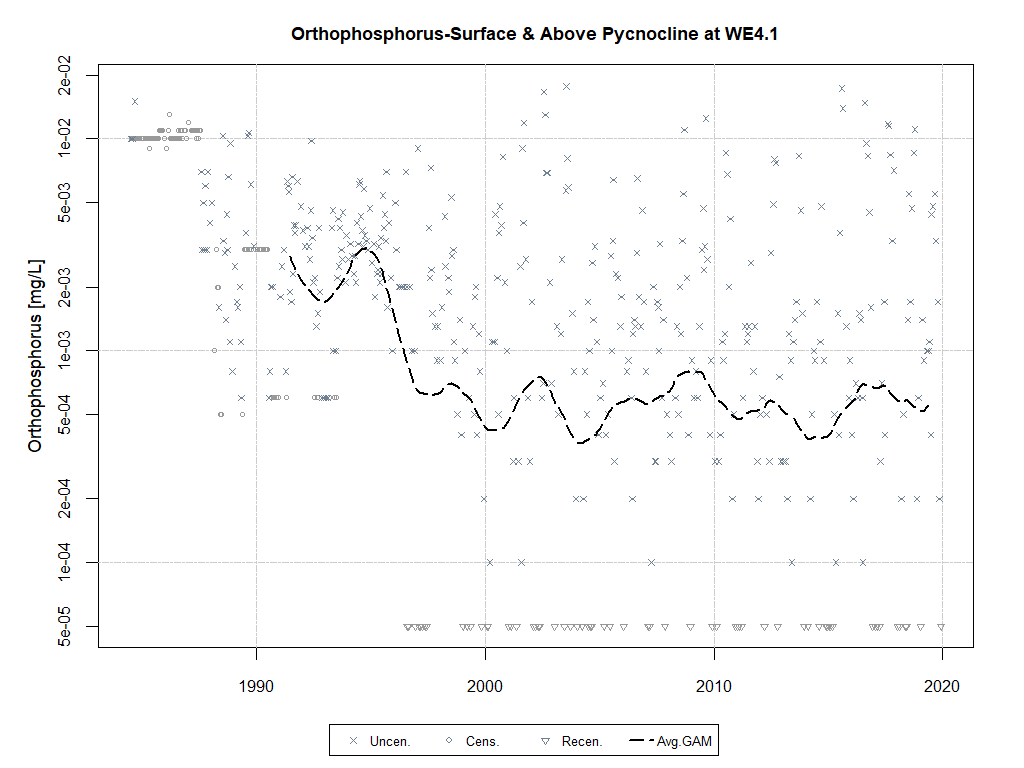 Orthophosphorus-Surface & Above Pycnocline at WE4.1
Orthophosphorus [mg/L]
2e-02
1e-02
5e-03
2e-03
1e-03
5e-04
2e-04
1e-04
5e-05
1990 2000 2010 2020
Uncen. Cens. Recen. Avg.GAM